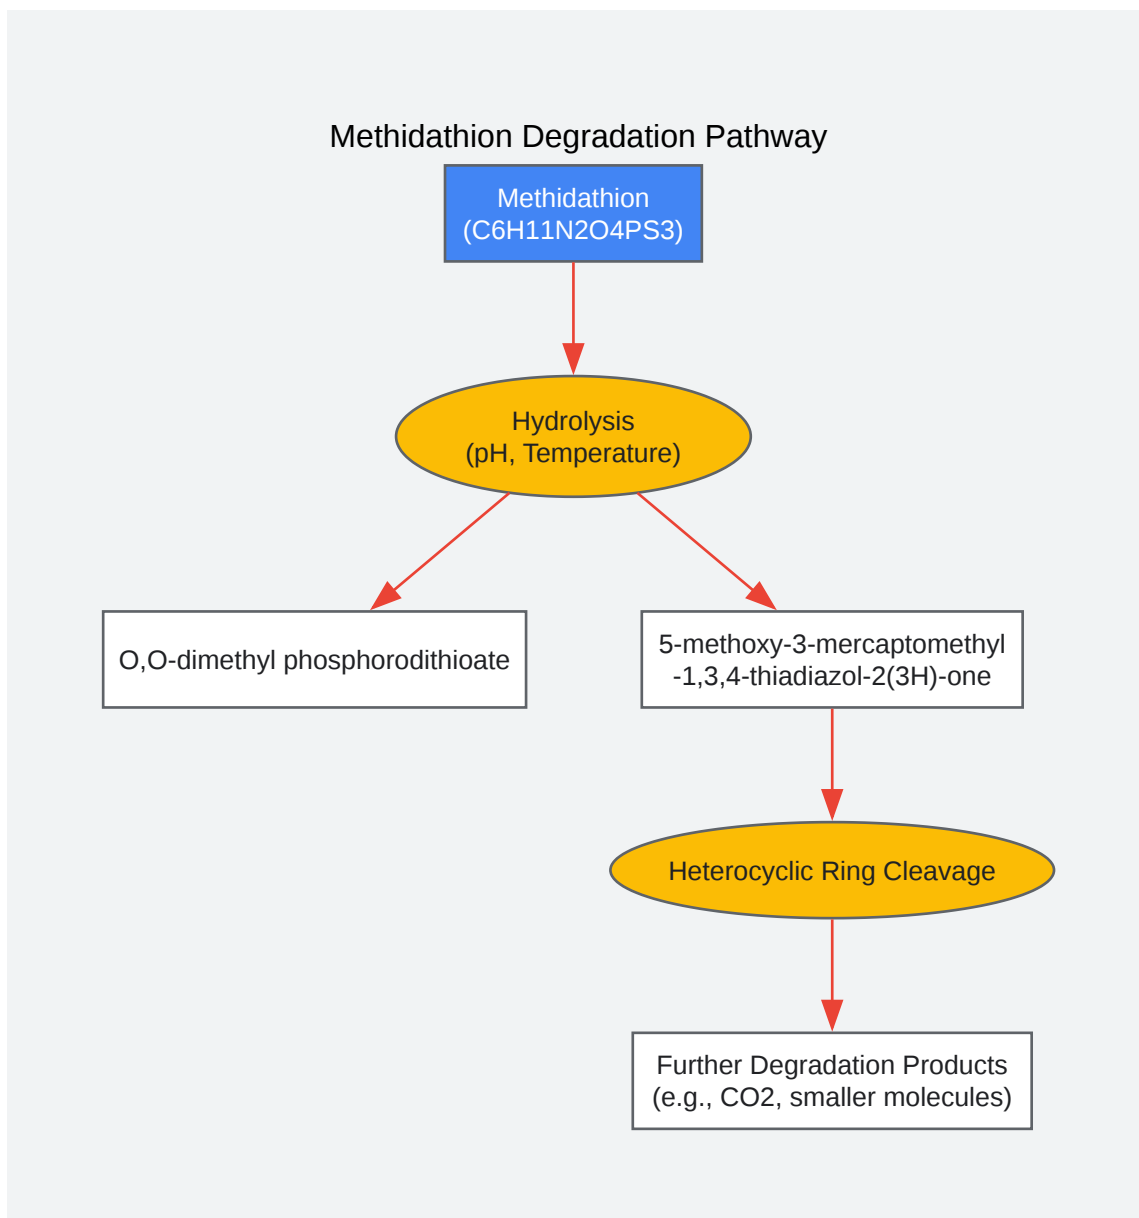 Methidathion Degradation Pathway
Methidathion
(C6H11N2O4PS3)
Hydrolysis
(pH, Temperature)
O,O-dimethyl phosphorodithioate
5-methoxy-3-mercaptomethyl
-1,3,4-thiadiazol-2(3H)-one
Heterocyclic Ring Cleavage
Further Degradation Products
(e.g., CO2, smaller molecules)